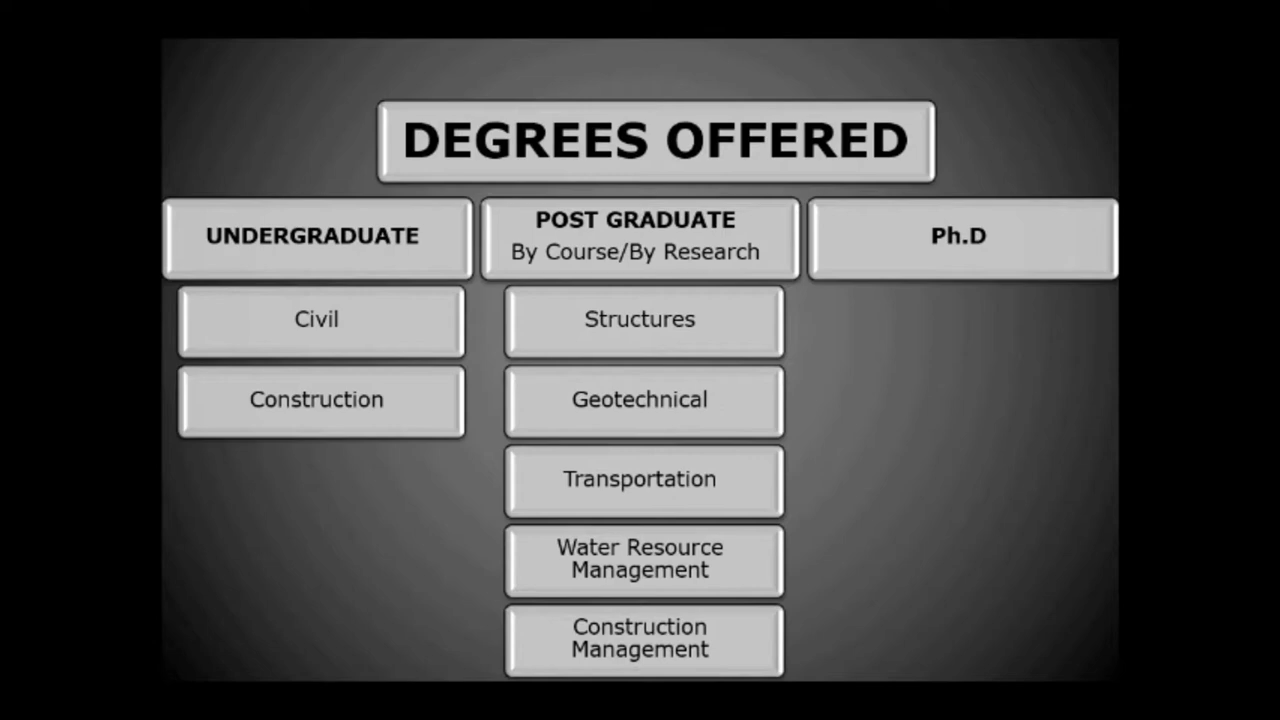 DEGREES OFFERED
UNDERGRADUATE
Civil
Construction
POST GRADUATE
By Course/By Research
Structures
Geotechnical
Transportation
Water Resource
Management
Construction
Management
Ph.D